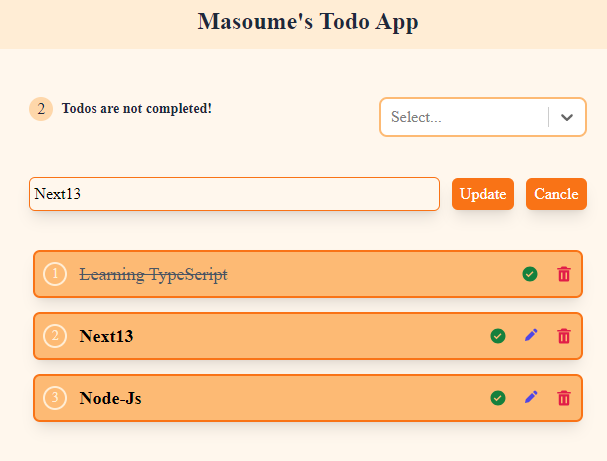 Masoume's Todo App
2 Todos are not completed!
Select...
Next13
Update
Cancle
1 Learning TypeScript
2 Next13
3 Node-Js